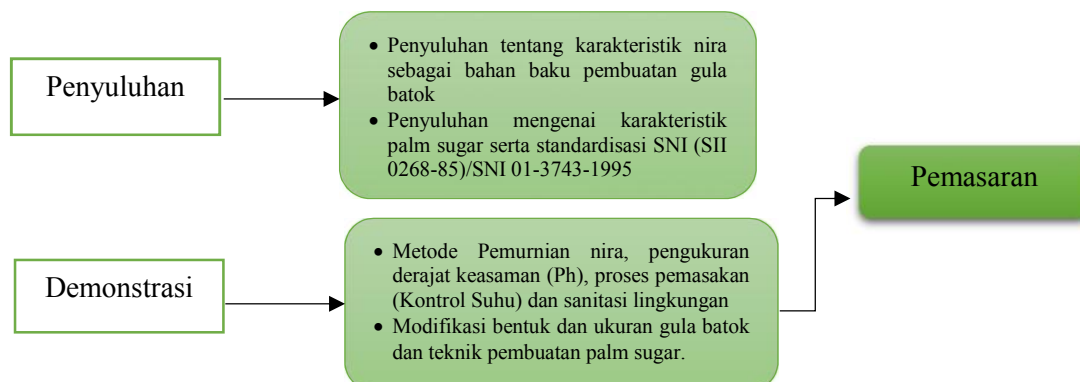 Penyuluhan
• Penyuluhan tentang karakteristik nira
sebagai bahan baku pembuatan gula
batok
• Penyuluhan mengenai karakteristik
palm sugar serta standardisasi SNI (SII
0268-85)/SNI 01-3743-1995
Pemasaran
Demonstrasi
• Metode Pemurnian nira, pengukuran
derajat keasaman (Ph), proses pemasakan
(Kontrol Suhu) dan sanitasi lingkungan
• Modifikasi bentuk dan ukuran gula batok
dan teknik pembuatan palm sugar.